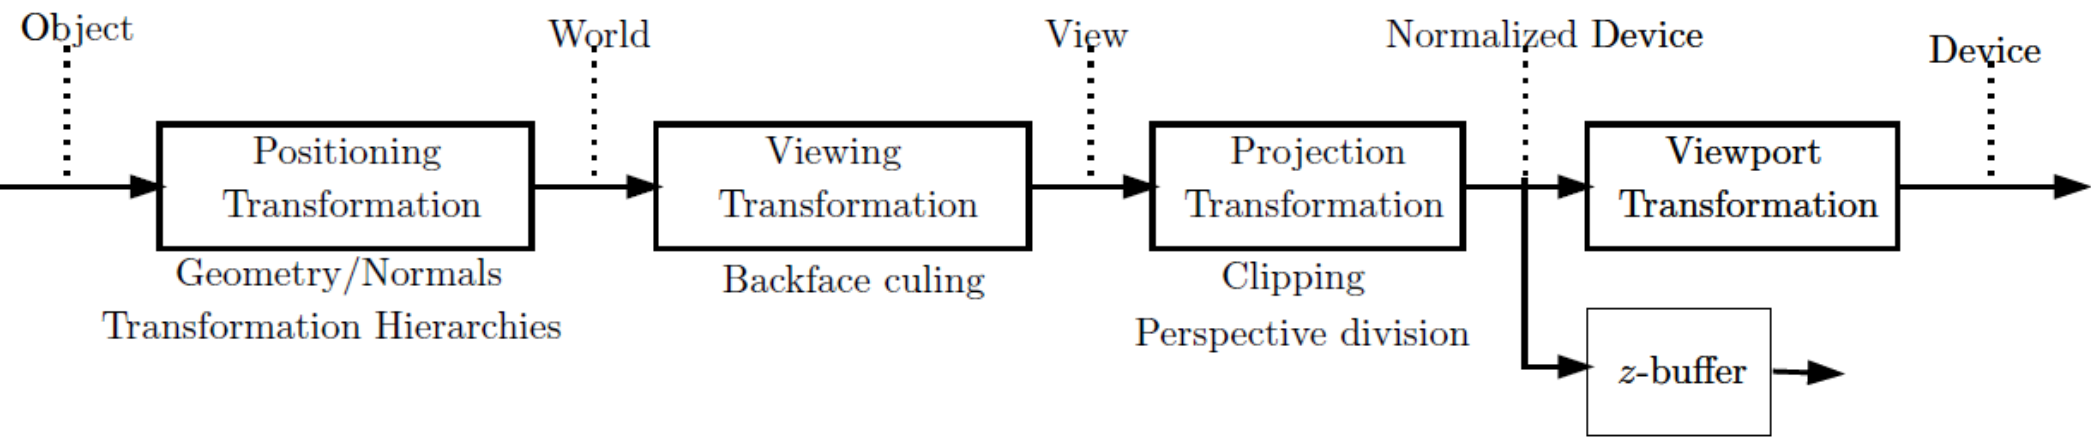 Object
World
View
Normalized Device
Device
Positioning
Transformation
Viewing
Transformation
Projection
Transformation
Viewport
Transformation
Geometry/Normals
Transformation Hierarchies
Backface culing
Clipping
Perspective division
z-buffer